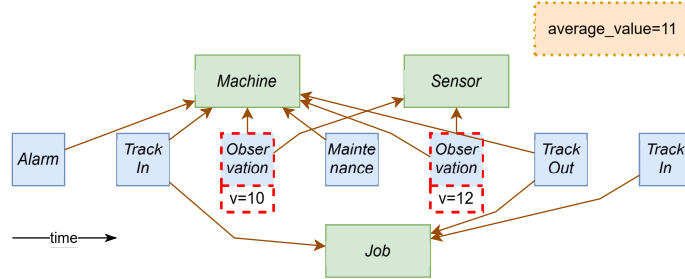 average_value=11
Machine
Sensor
Alarm
Track
In
Obser
vation
Mainte
nance
Obser
vation
Track
Out
Track
In
v=10
v=12
time
Job